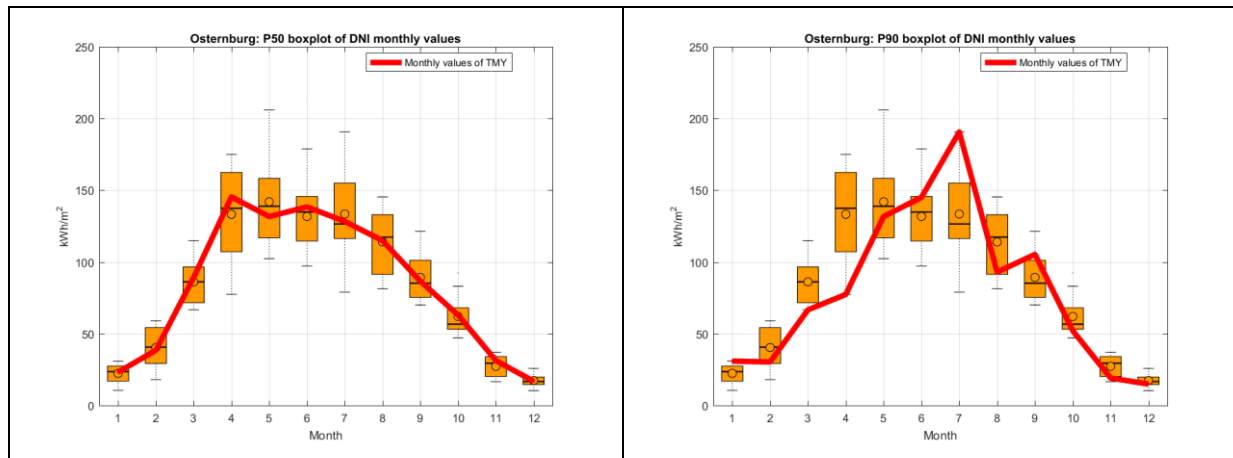 Osternburg: P50 boxplot of DNI monthly values
Monthly values of TMY
250
200
150
100
50
0
kWh/m²
1 2 3 4 5 6 7 8 9 10 11 12
Month
Osternburg: P90 boxplot of DNI monthly values
Monthly values of TMY
250
200
150
100
50
0
kWh/m²
1 2 3 4 5 6 7 8 9 10 11 12
Month